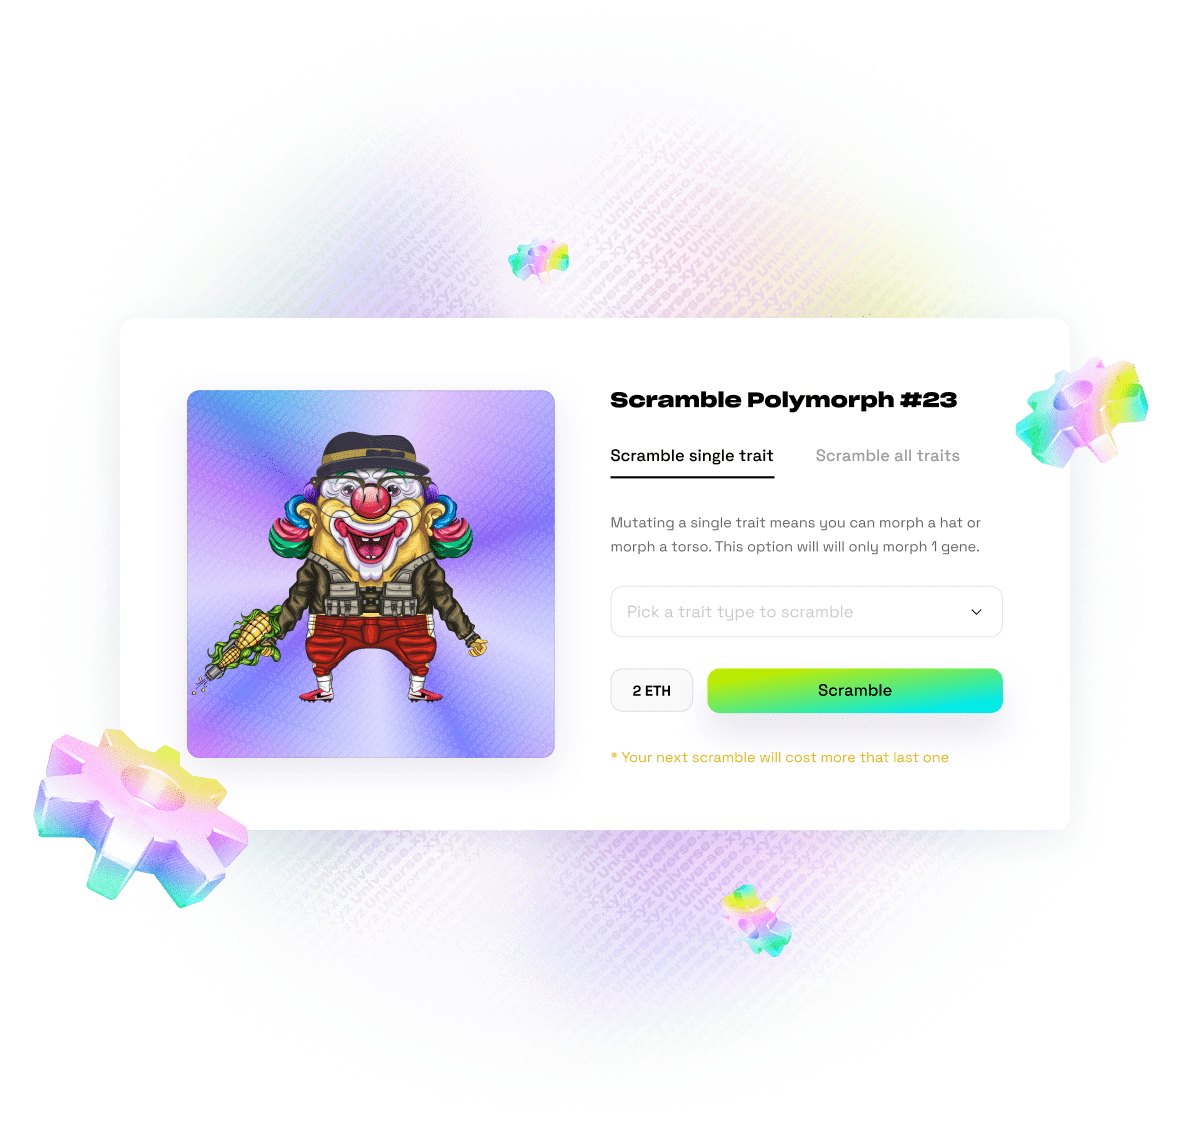 Scramble Polymorph #23
Scramble single trait
Scramble all traits
Mutating a single trait means you can morph a hat or
morph a torso. This option will will only morph 1 gene.
Pick a trait type to scramble
2 ETH
Scramble
* Your next scramble will cost more that last one
Universe.xyz